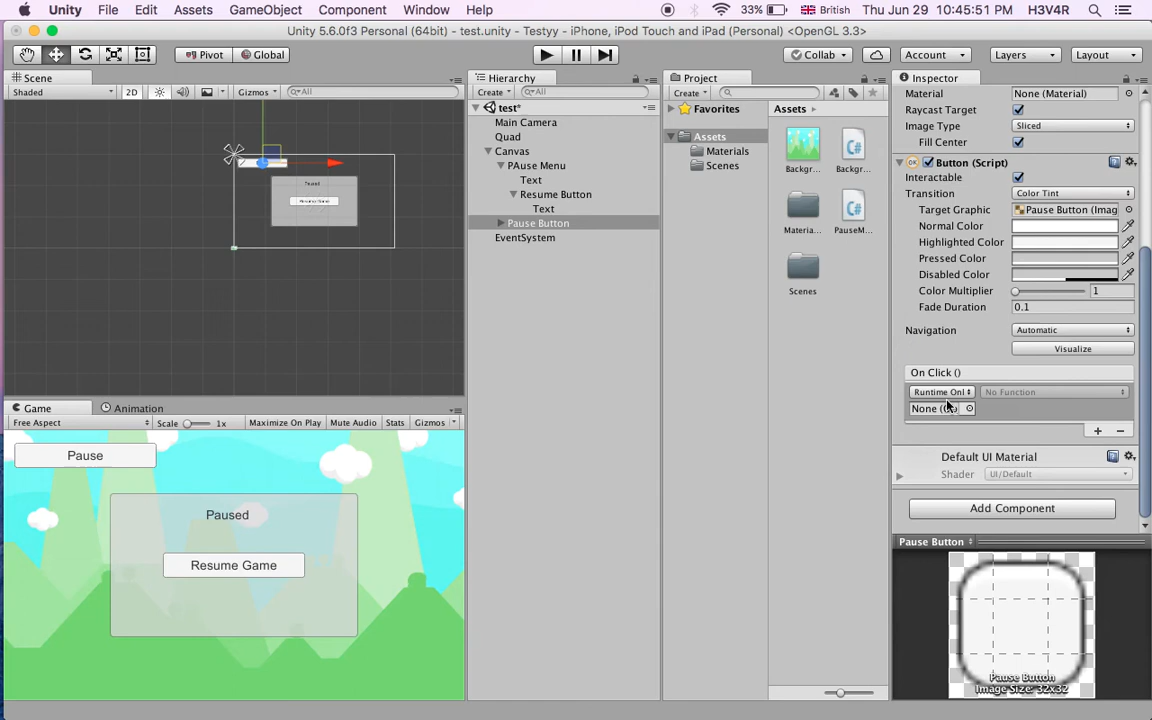 Unity File Edit Assets GameObject Component Window Help 33% British Thu Jun 29 10:45:51 H3V4R
Unity 5.6.0f3 Personal (64bit) - test.unity - Testyy - iPhone, iPod Touch and iPad (Personal) <OpenGL 3.3>
Pivot Global Collab Account Layers Layout
Scene
Shaded 2D Gizmos All
Paused
Resume Game
Game Animation
Free Aspect Scale 1x Maximize On Play Mute Audio Stats Gizmos
Pause
Paused
Resume Game
Hierarchy
Create All
test*
Main Camera
Quad
Canvas
PAuse Menu
Text
Resume Button
Text
Pause Button
EventSystem
Project
Create
Favorites
Assets
Materials
Scenes
Assets
Backgr...
Backgr...
Materia...
PauseM...
Scenes
Inspector
Material None (Material)
Raycast Target
Image Type Sliced
Fill Center
OK Button (Script)
Interactable
Transition Color Tint
Target Graphic Pause Button (Imag
Normal Color
Highlighted Color
Pressed Color
Disabled Color
Color Multiplier 1
Fade Duration 0.1
Navigation Automatic
Visualize
On Click ()
Runtime Onl No Function
None
+ −
Default UI Material
Shader UI/Default
Add Component
Pause Button
Pause Button
Image Size: 32x32